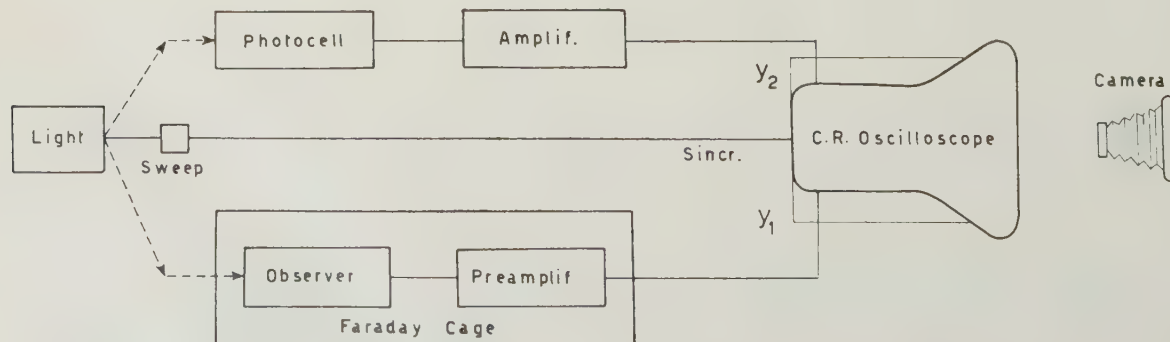 Photocell
Amplif.
y2
Camera
Light
Sweep
Sincr.
C.R. Oscilloscope
y1
Observer
Preamplif
Faraday Cage